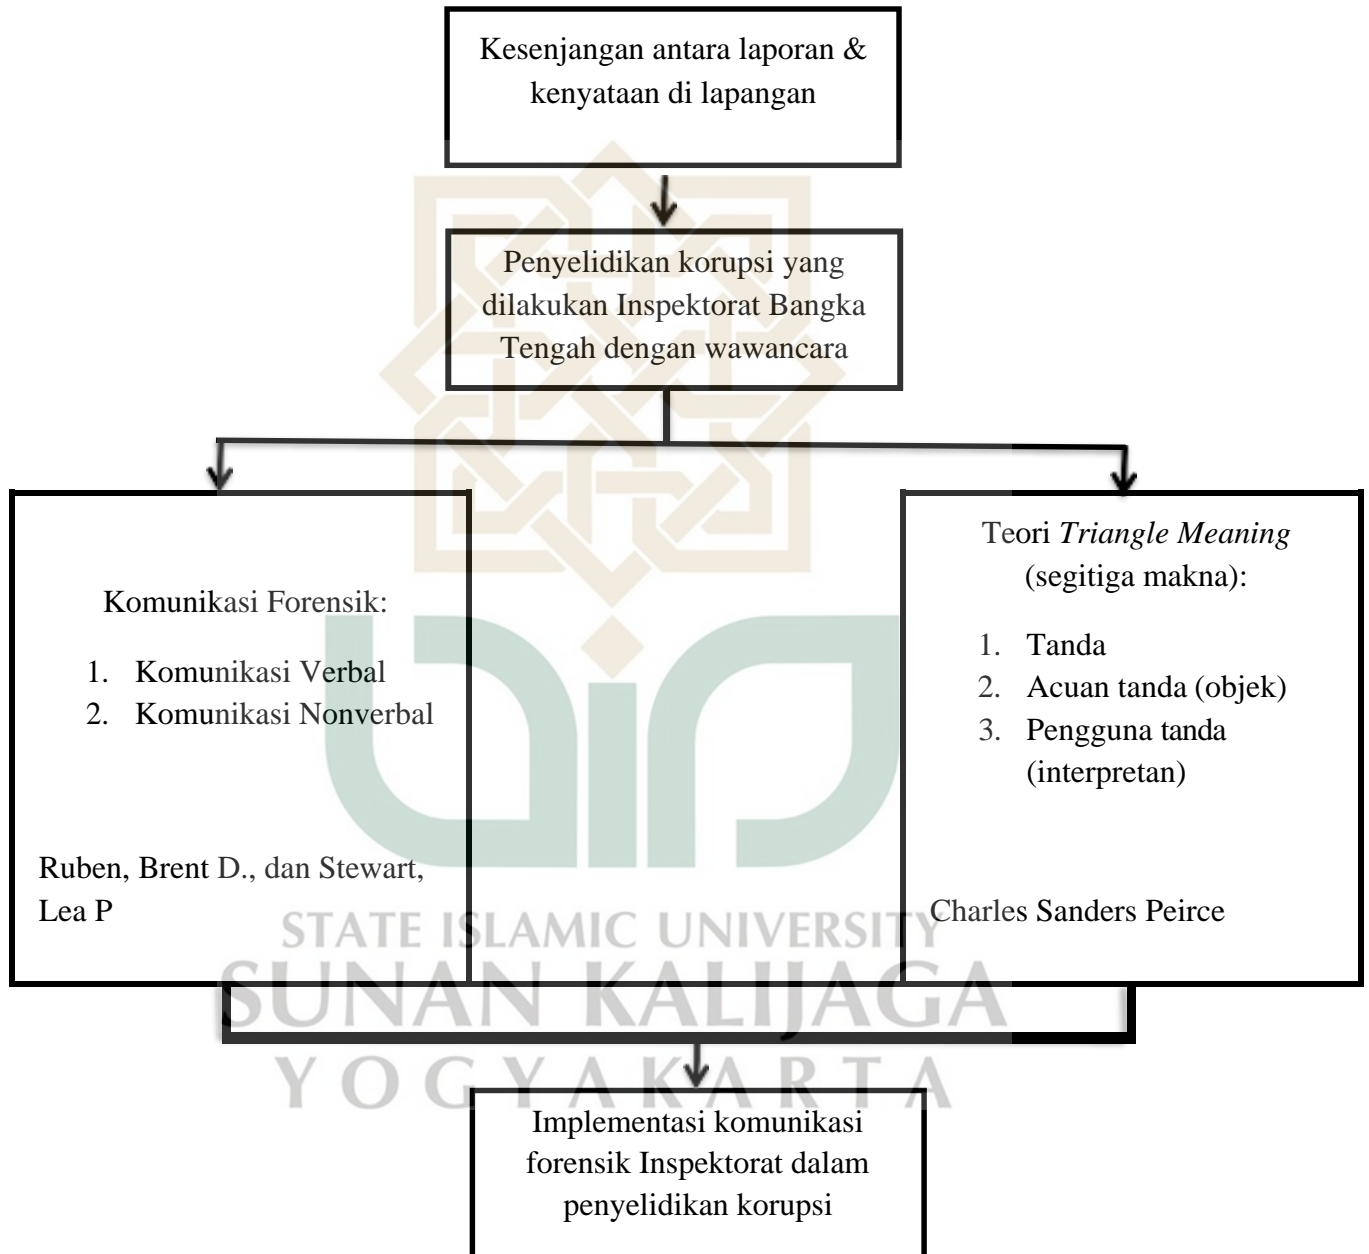 Kesenjangan antara laporan &
kenyataan di lapangan
Penyelidikan korupsi yang
dilakukan Inspektorat Bangka
Tengah dengan wawancara
Komunikasi Forensik:
1. Komunikasi Verbal
2. Komunikasi Nonverbal
Ruben, Brent D., dan Stewart,
Lea P
Teori Triangle Meaning
(segitiga makna):
1. Tanda
2. Acuan tanda (objek)
3. Pengguna tanda
(interpretan)
Charles Sanders Peirce
STATE ISLAMIC UNIVERSITY
SUNAN KALIJAGA
YOGYAKARTA
Implementasi komunikasi
forensik Inspektorat dalam
penyelidikan korupsi